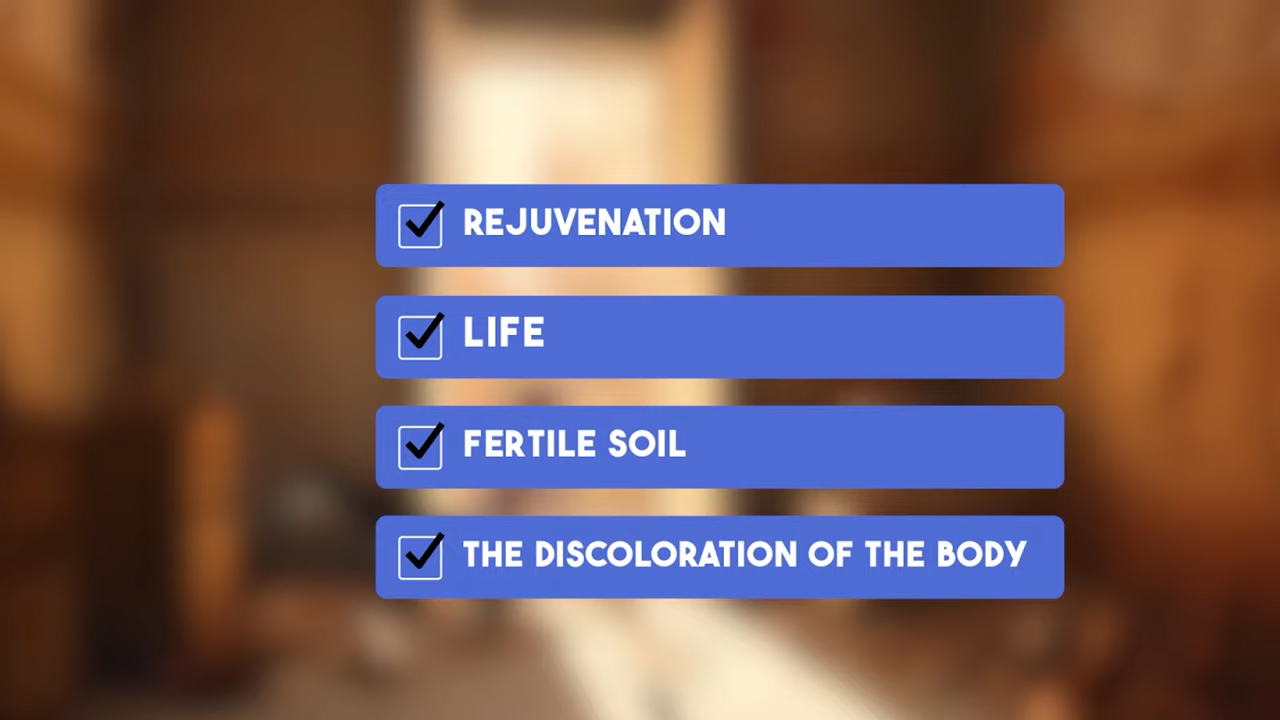 REJUVENATION
LIFE
FERTILE SOIL
THE DISCOLORATION OF THE BODY